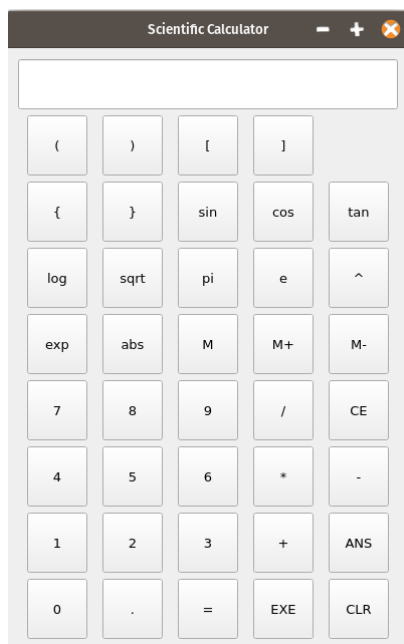 Scientific Calculator
( ) [ ]
{ } sin cos tan
log sqrt pi e ^
exp abs M M+ M-
7 8 9 / CE
4 5 6 * -
1 2 3 + ANS
0 . = EXE CLR